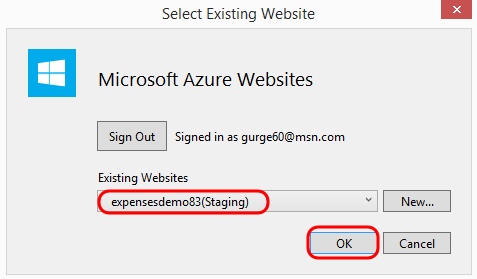 Select Existing Website
Microsoft Azure Websites
Sign Out Signed in as gurge60@msn.com
Existing Websites
expensesdemo83(Staging) New...
OK Cancel